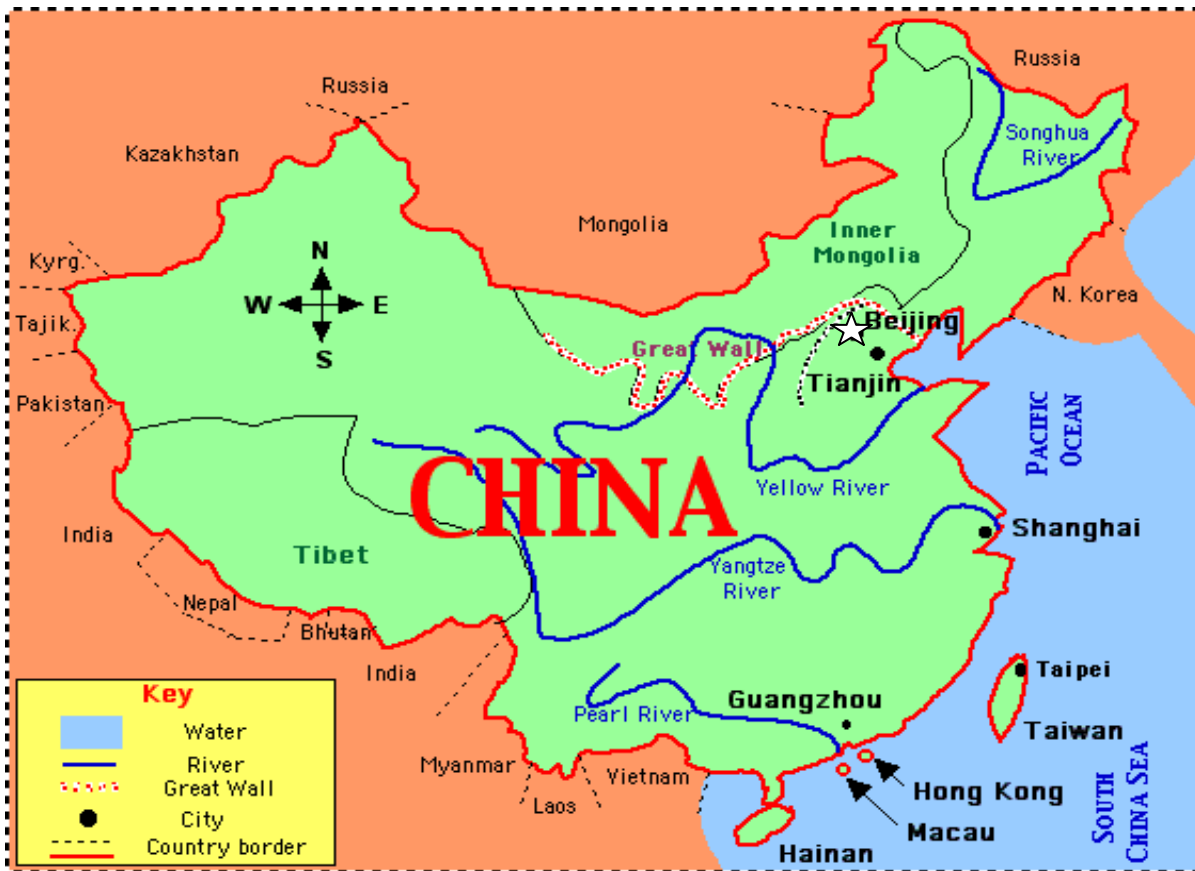 Russia
Russia
Kazakhstan
Songhua
River
Mongolia
Inner
Mongolia
N
W E
S
Kyrg.
Tajik.
Pakistan
N. Korea
Beijing
Great Wall
Tianjin
PACIFIC
OCEAN
CHINA
Yellow River
India
Tibet
Shanghai
Yangtze
River
Nepal
Bhutan
India
Taipei
Guangzhou
Pearl River
Taiwan
Myanmar
Vietnam
Laos
Hong Kong
Macau
Hainan
SOUTH
CHINA SEA
Key
Water
River
Great Wall
City
Country border